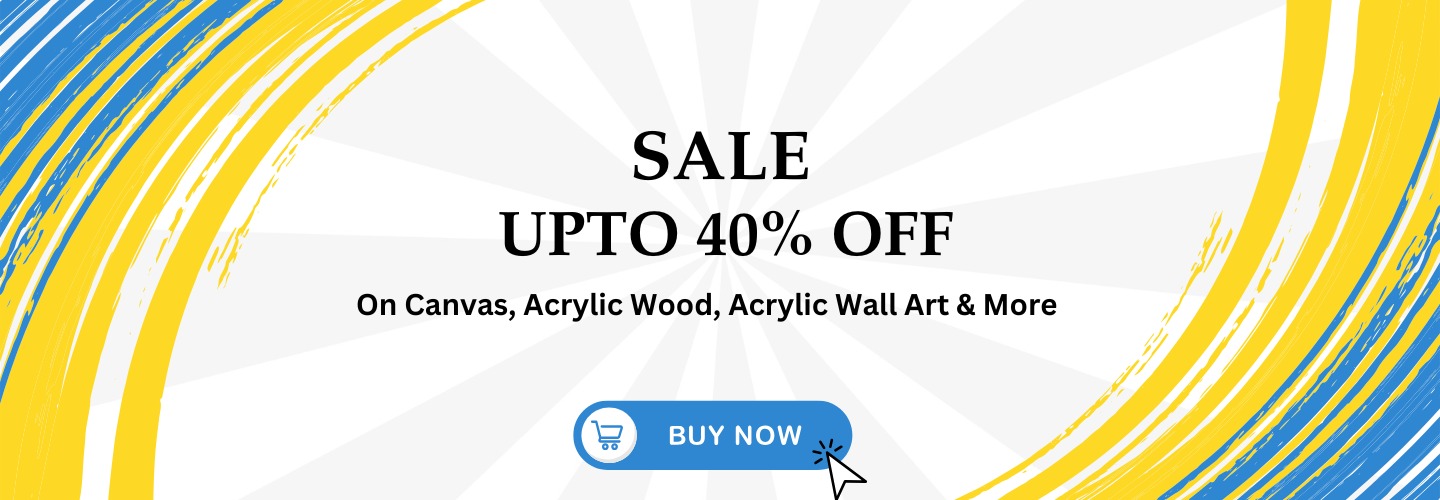 SALE
UPTO 40% OFF
On Canvas, Acrylic Wood, Acrylic Wall Art & More
BUY NOW